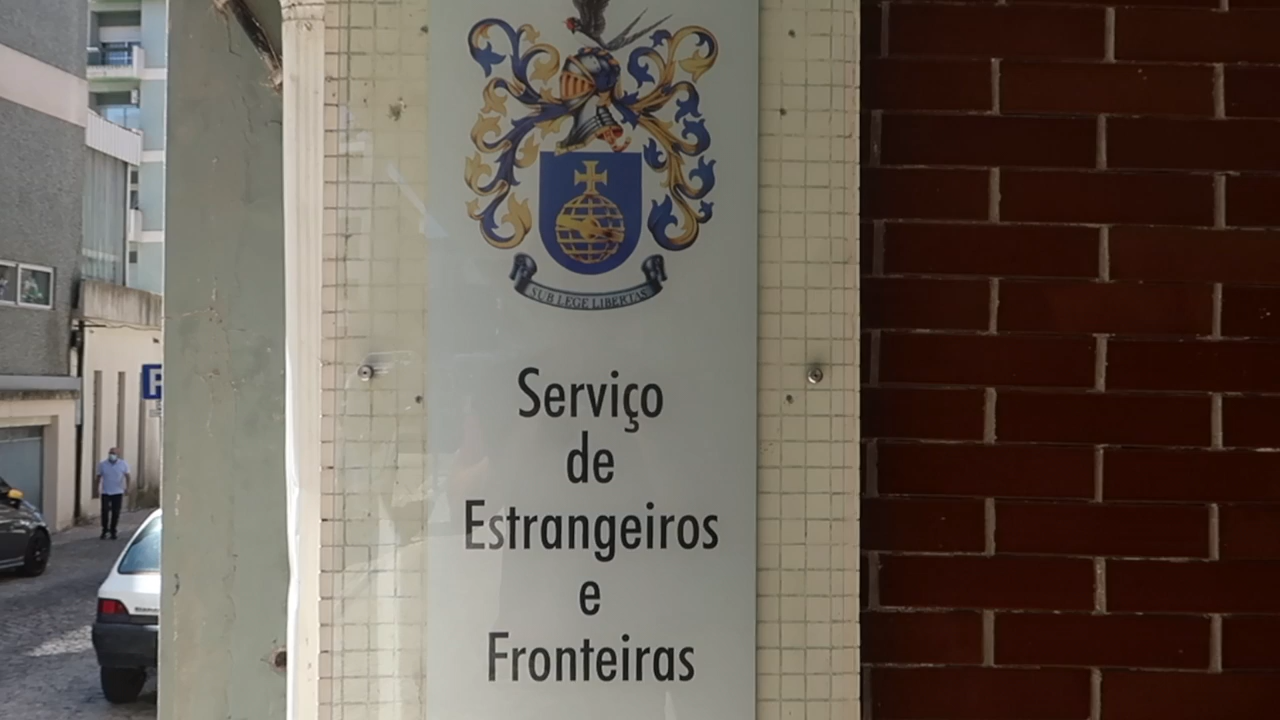 SUB LEGE LIBERTAS
Serviço
de
Estrangeiros
e
Fronteiras
P